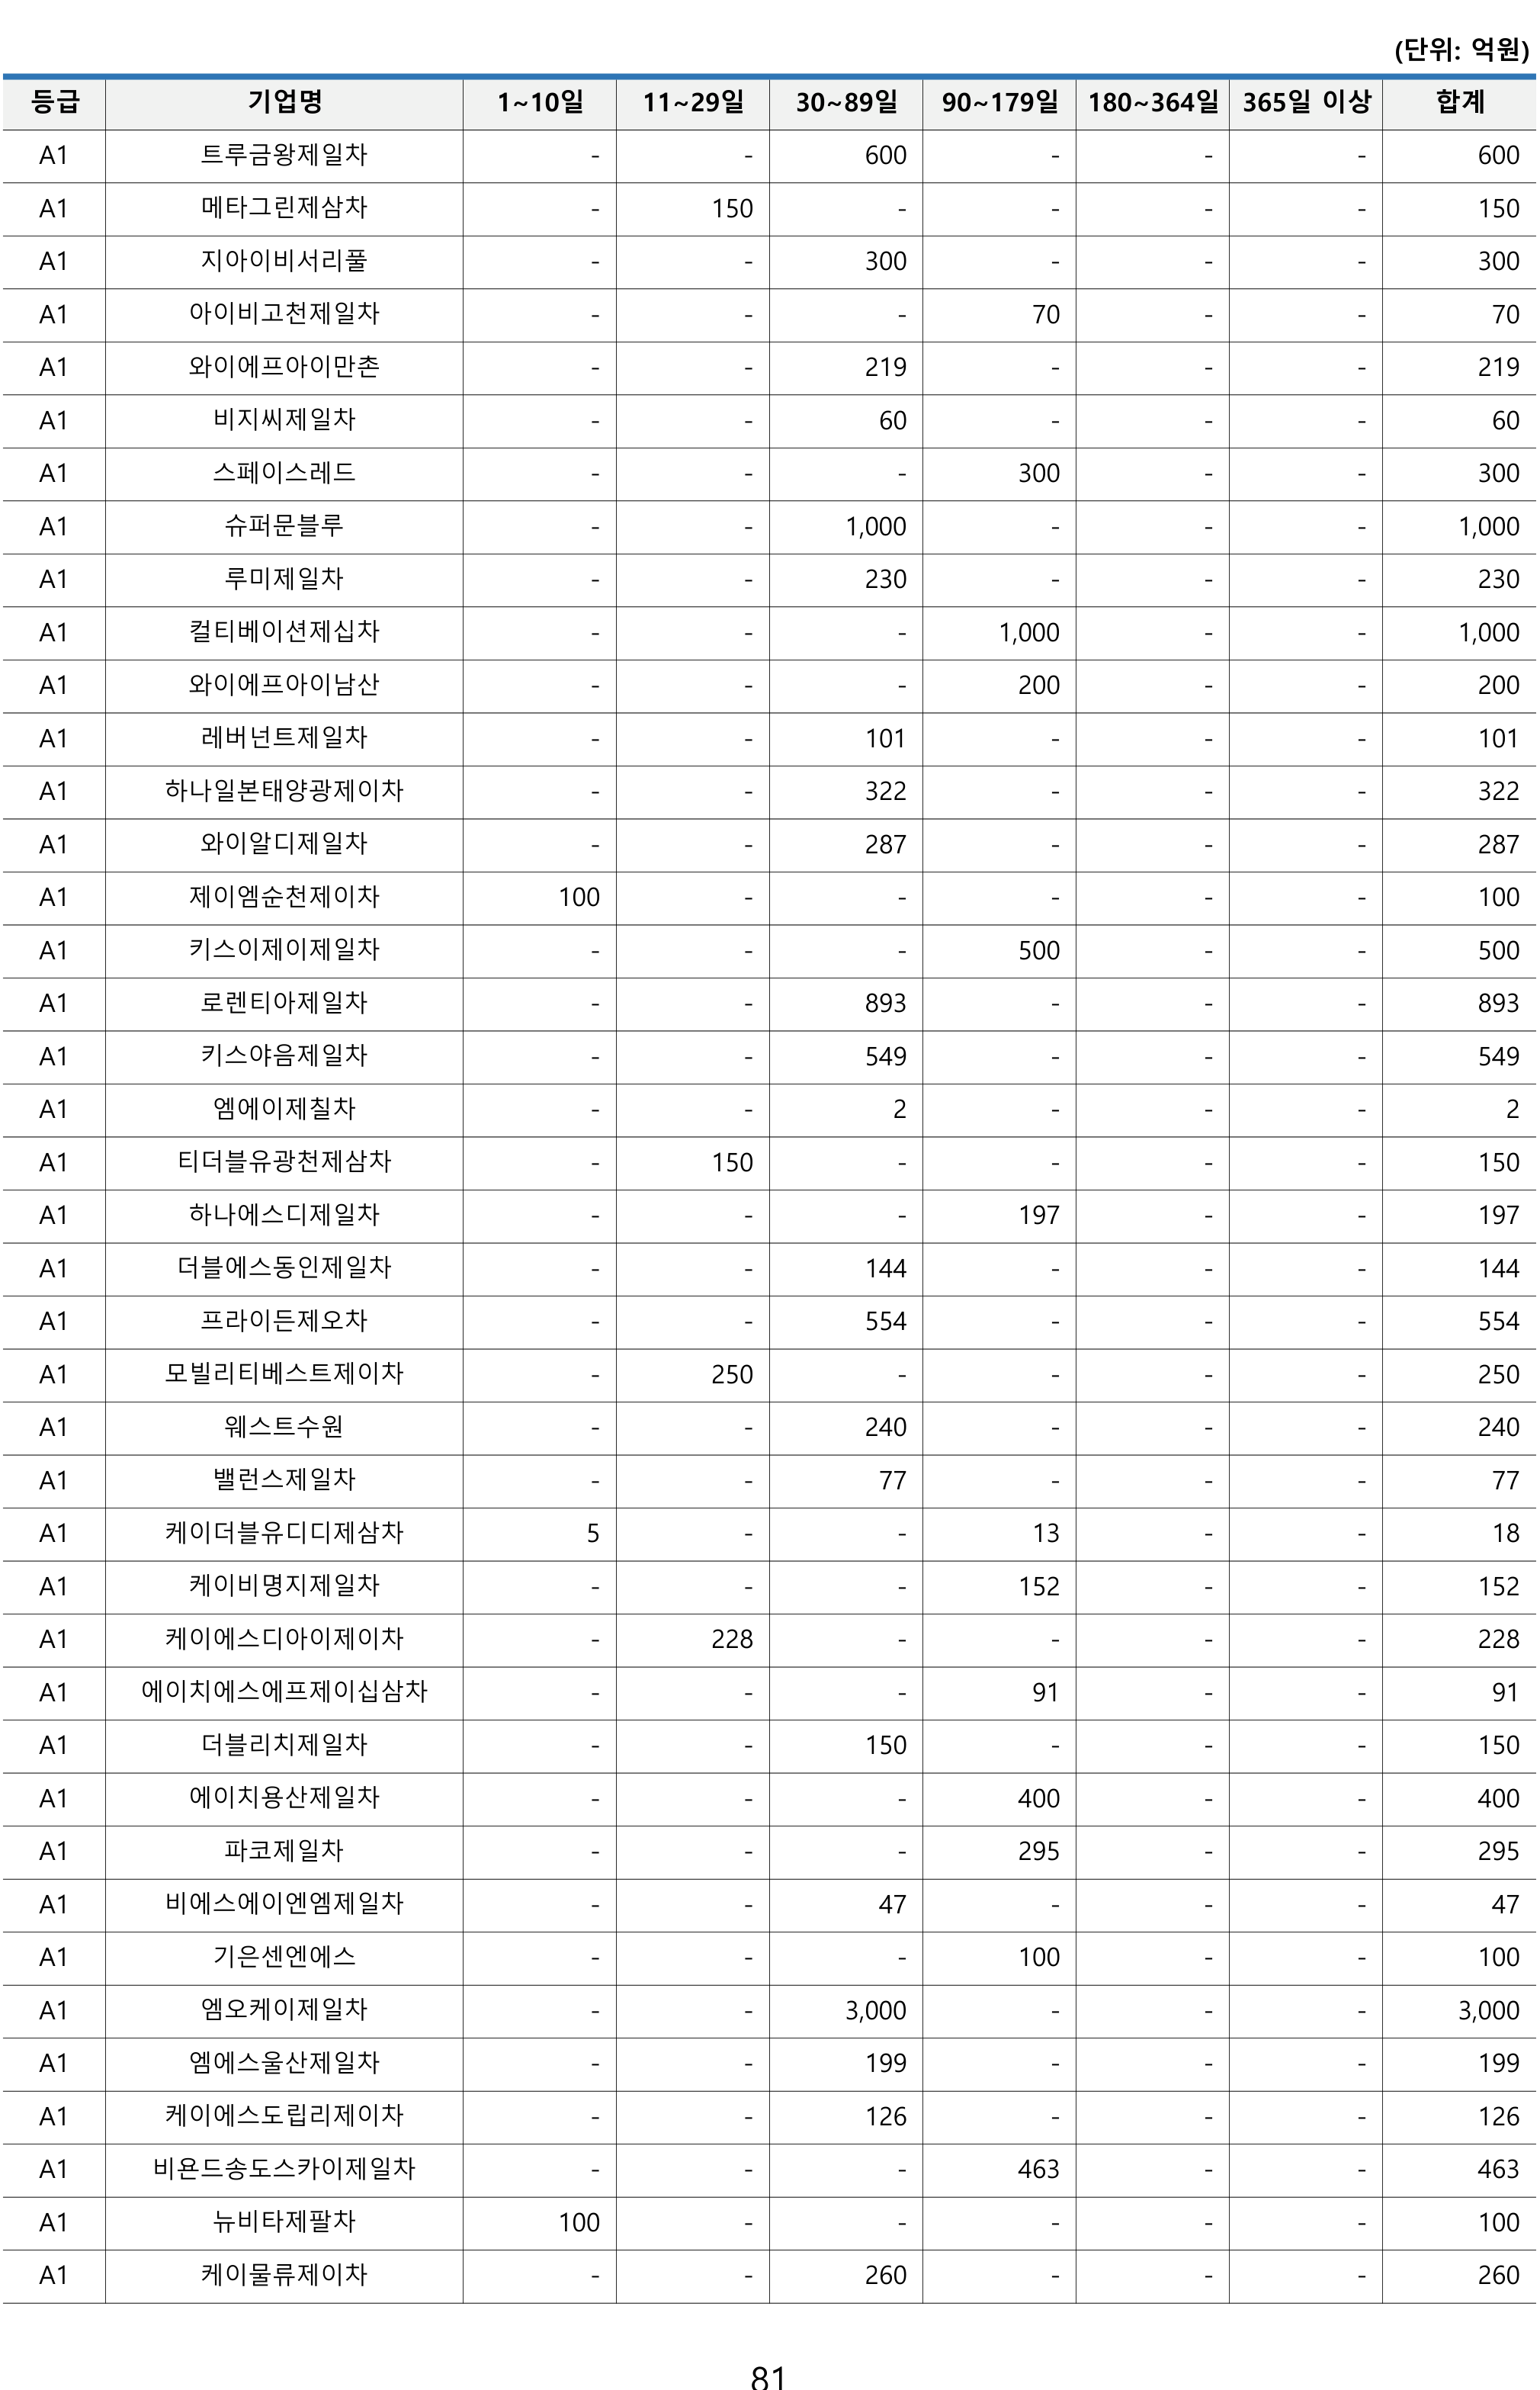 (단위: 억원)
등급 기업명 1~10일 11~29일 30~89일 90~179일 180~364일 365일 이상 합계
A1 트루금왕제일차 - - 600 - - - 600
A1 메타그린제삼차 - 150 - - - - 150
A1 지아이비서리풀 - - 300 - - - 300
A1 아이비고천제일차 - - - 70 - - 70
A1 와이에프아이만촌 - - 219 - - - 219
A1 비지씨제일차 - - 60 - - - 60
A1 스페이스레드 - - - 300 - - 300
A1 슈퍼문블루 - - 1,000 - - - 1,000
A1 루미제일차 - - 230 - - - 230
A1 컬티베이션제십차 - - - 1,000 - - 1,000
A1 와이에프아이남산 - - - 200 - - 200
A1 레버넌트제일차 - - 101 - - - 101
A1 하나일본태양광제이차 - - 322 - - - 322
A1 와이알디제일차 - - 287 - - - 287
A1 제이엠순천제이차 100 - - - - - 100
A1 키스이제이제일차 - - - 500 - - 500
A1 로렌티아제일차 - - 893 - - - 893
A1 키스야음제일차 - - 549 - - - 549
A1 엠에이제칠차 - - 2 - - - 2
A1 티더블유광천제삼차 - 150 - - - - 150
A1 하나에스디제일차 - - - 197 - - 197
A1 더블에스동인제일차 - - 144 - - - 144
A1 프라이든제오차 - - 554 - - - 554
A1 모빌리티베스트제이차 - 250 - - - - 250
A1 웨스트수원 - - 240 - - - 240
A1 밸런스제일차 - - 77 - - - 77
A1 케이더블유디디제삼차 5 - - 13 - - 18
A1 케이비명지제일차 - - - 152 - - 152
A1 케이에스디아이제이차 - 228 - - - - 228
A1 에이치에스에프제이십삼차 - - - 91 - - 91
A1 더블리치제일차 - - 150 - - - 150
A1 에이치용산제일차 - - - 400 - - 400
A1 파코제일차 - - - 295 - - 295
A1 비에스에이엔엠제일차 - - 47 - - - 47
A1 기은센엔에스 - - - 100 - - 100
A1 엠오케이제일차 - - 3,000 - - - 3,000
A1 엠에스울산제일차 - - 199 - - - 199
A1 케이에스도립리제이차 - - 126 - - - 126
A1 비욘드송도스카이제일차 - - - 463 - - 463
A1 뉴비타제팔차 100 - - - - - 100
A1 케이물류제이차 - - 260 - - - 260
81